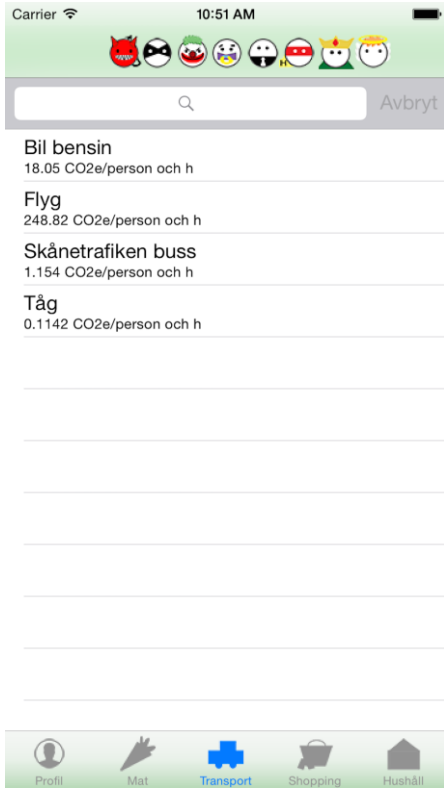 Carrier 10:51 AM
H
Avbryt
Bil bensin
18.05 CO2e/person och h
Flyg
248.82 CO2e/person och h
Skånetrafiken buss
1.154 CO2e/person och h
Tåg
0.1142 CO2e/person och h
Profil Mat Transport Shopping Hushåll